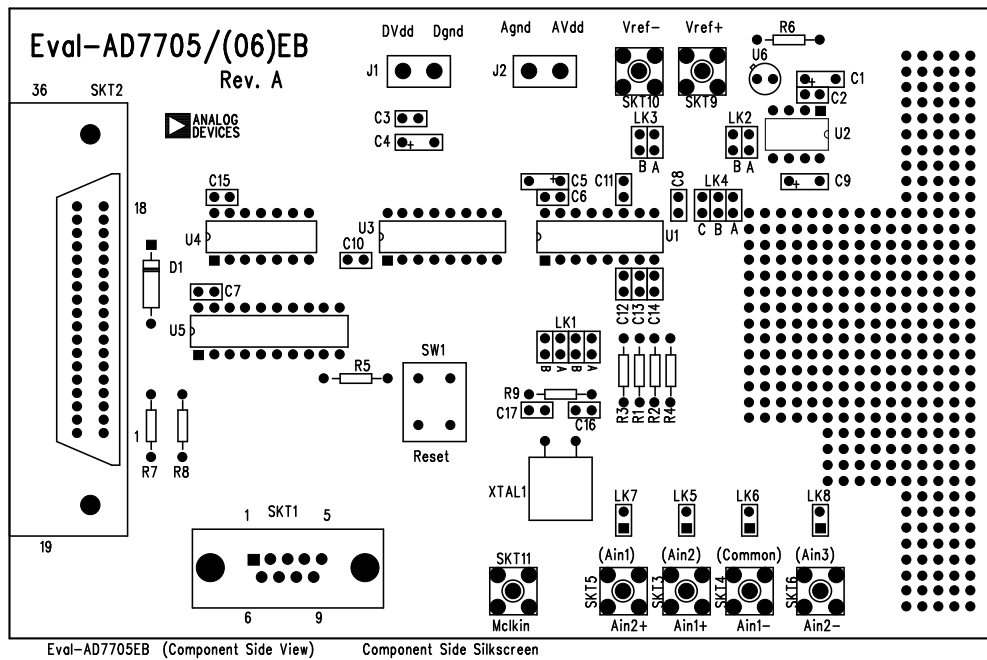 Eval-AD7705/(06)EB
Rev. A
DVdd Dgnd
J1
Agnd AVdd
J2
Vref- Vref+
SKT10 SKT9
R6
U6
C1
C2
U2
C9
36 SKT2
18
1
19
ANALOG
DEVICES
C3
C4
LK3
B A
LK2
B A
LK4
C B A
C15
U4
C10
U3
C5
C6
C11
C8
U1
D1
C7
U5
C12 C13 C14
LK1
B A B A
R5
SW1
Reset
R9
C17 C16
R3 R1 R2 R4
R7 R8
XTAL1
LK7 LK5 LK6 LK8
1 SKT1 5
6 9
SKT11
Mclkin
(Ain1) (Ain2) (Common) (Ain3)
SKT5 SKT3 SKT4 SKT6
Ain2+ Ain1+ Ain1- Ain2-
Eval-AD7705EB (Component Side View) Component Side Silkscreen